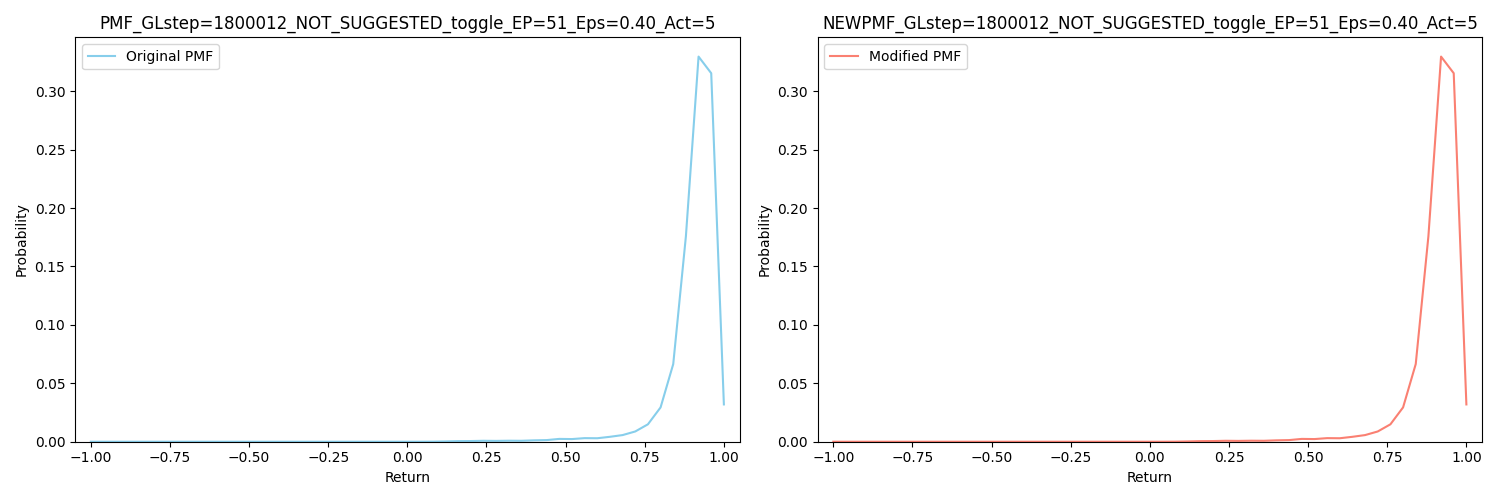 PMF_GLstep=1800012_NOT_SUGGESTED_toggle_EP=51_Eps=0.40_Act=5
Original PMF
Probability
0.30
0.25
0.20
0.15
0.10
0.05
0.00
−1.00 −0.75 −0.50 −0.25 0.00 0.25 0.50 0.75 1.00
Return
NEWPMF_GLstep=1800012_NOT_SUGGESTED_toggle_EP=51_Eps=0.40_Act=5
Modified PMF
Probability
0.30
0.25
0.20
0.15
0.10
0.05
0.00
−1.00 −0.75 −0.50 −0.25 0.00 0.25 0.50 0.75 1.00
Return